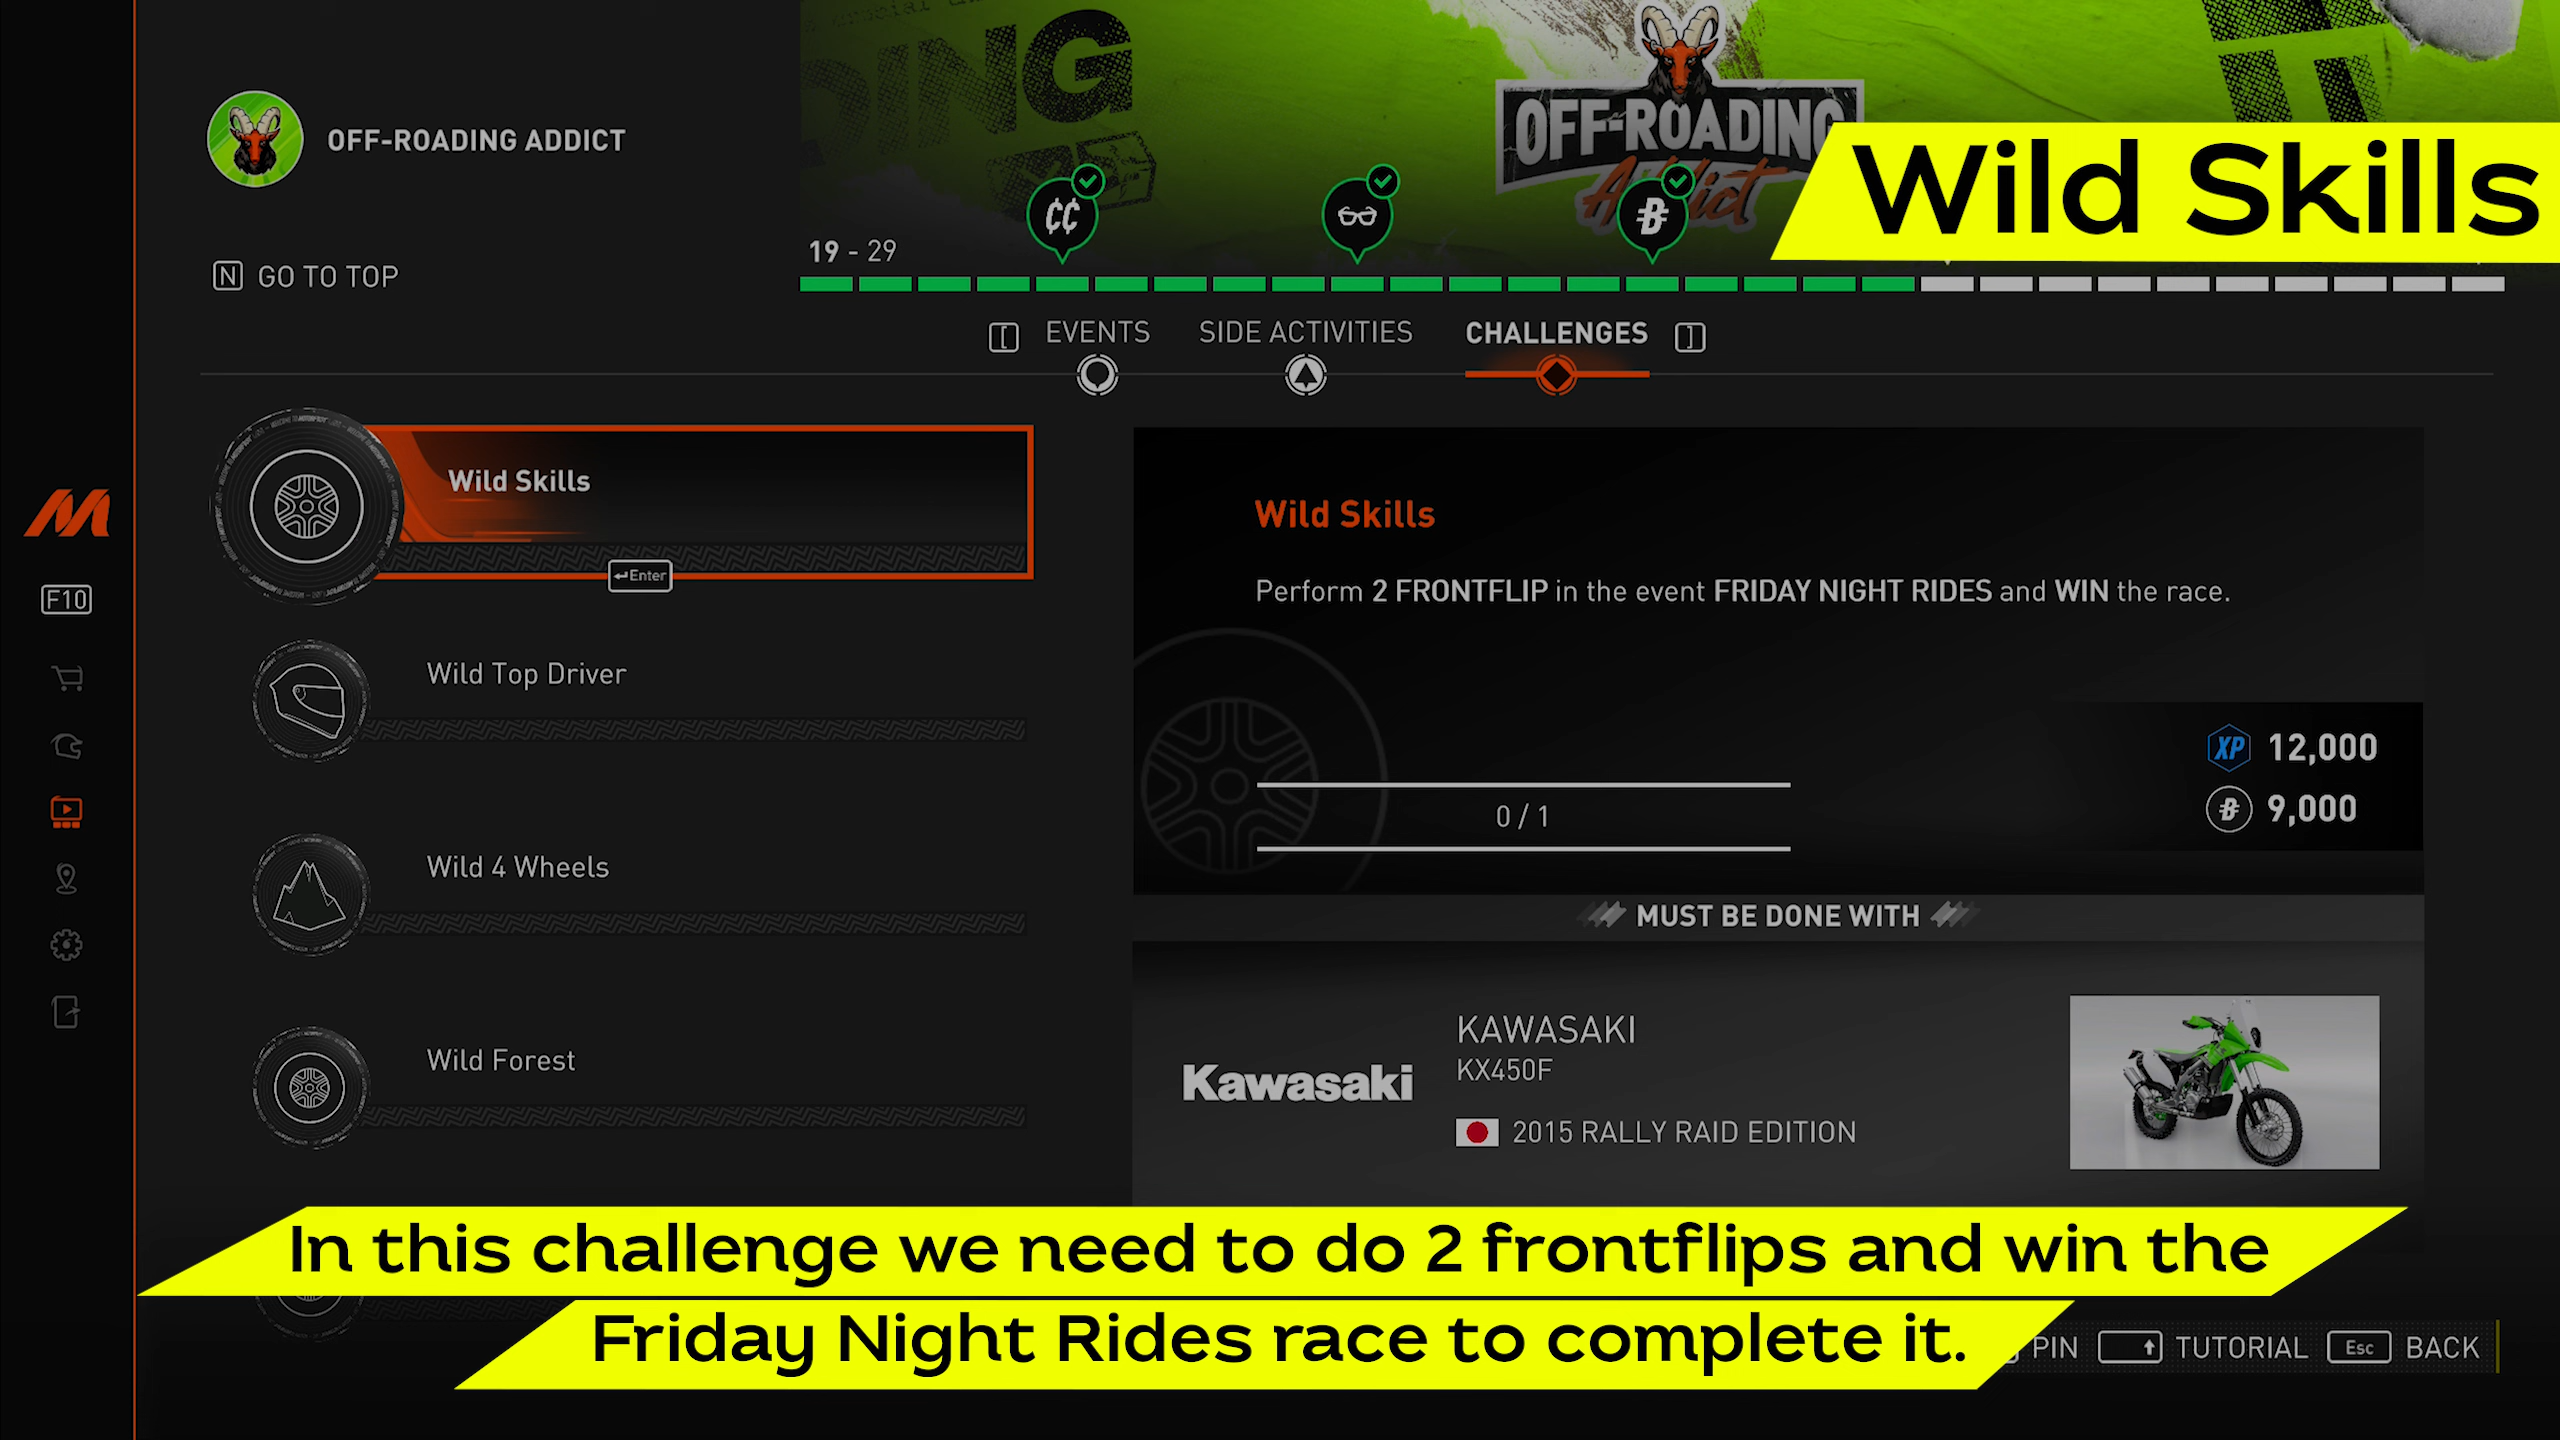 OFF-ROADING ADDICT
ING
OFF-ROADING
Addict
Wild Skills
19 - 29
N GO TO TOP
[ EVENTS SIDE ACTIVITIES CHALLENGES ]
Wild Skills
Enter
Wild Top Driver
Wild 4 Wheels
Wild Forest
F10
Wild Skills
Perform 2 FRONTFLIP in the event FRIDAY NIGHT RIDES and WIN the race.
XP 12,000
9,000
0 / 1
MUST BE DONE WITH
Kawasaki
KAWASAKI
KX450F
2015 RALLY RAID EDITION
In this challenge we need to do 2 frontflips and win the
Friday Night Rides race to complete it.
PIN TUTORIAL Esc BACK